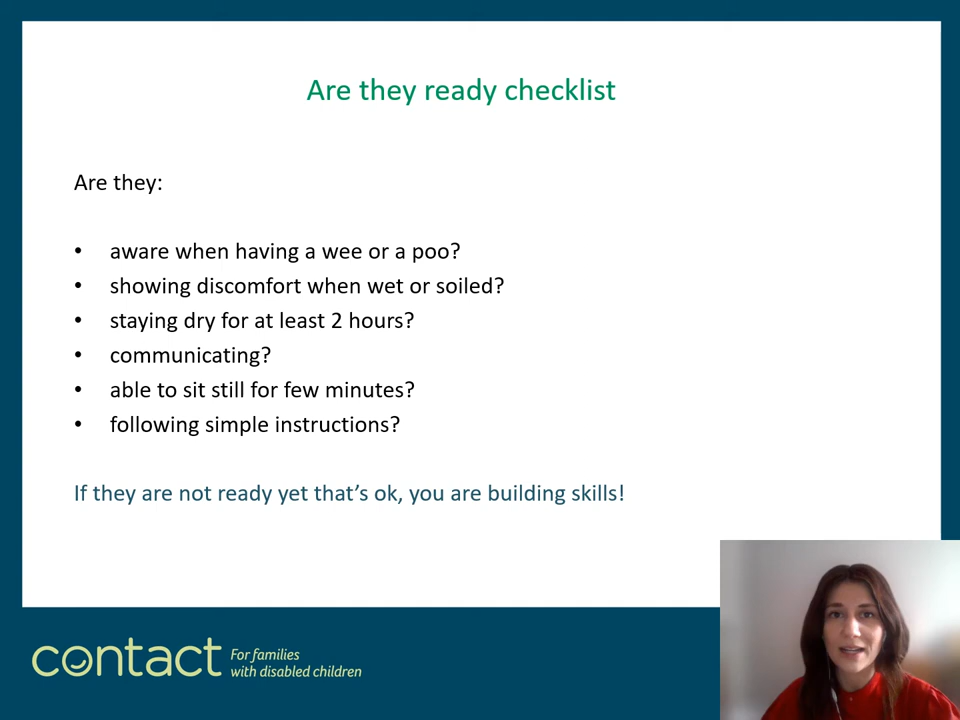 Are they ready checklist
Are they:
• aware when having a wee or a poo?
• showing discomfort when wet or soiled?
• staying dry for at least 2 hours?
• communicating?
• able to sit still for few minutes?
• following simple instructions?
If they are not ready yet that’s ok, you are building skills!
contact
For families
with disabled children